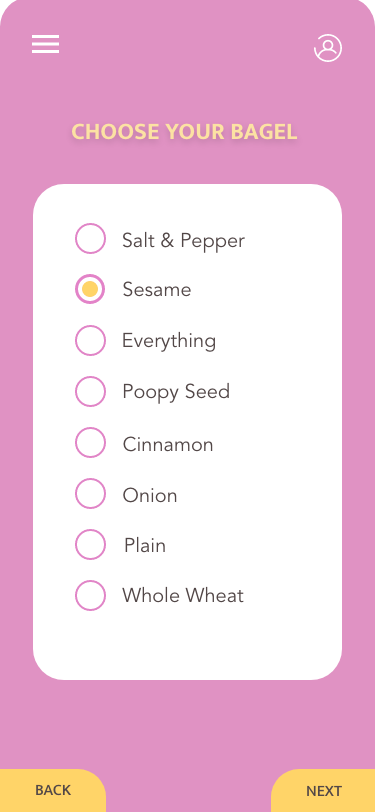 CHOOSE YOUR BAGEL
Salt & Pepper
Sesame
Everything
Poopy Seed
Cinnamon
Onion
Plain
Whole Wheat
BACK
NEXT